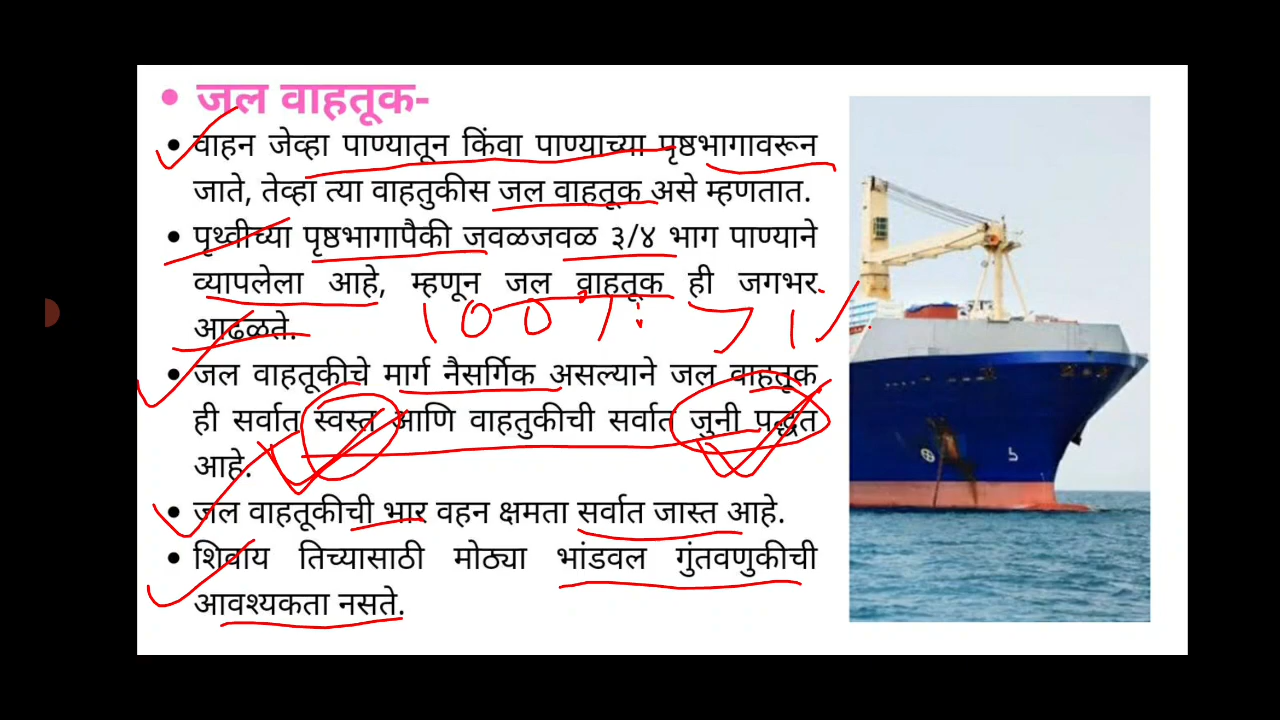 • जल वाहतूक-
• वाहन जेव्हा पाण्यातून किंवा पाण्याच्या पृष्ठभागावरून
जाते, तेव्हा त्या वाहतुकीस जल वाहतूक असे म्हणतात.
• पृथ्वीच्या पृष्ठभागापैकी जवळजवळ ३/४ भाग पाण्याने
व्यापलेला आहे, म्हणून जल वाहतूक ही जगभर
आढळते.
100%
71%
• जल वाहतूकीचे मार्ग नैसर्गिक असल्याने जल वाहतूक
ही सर्वात स्वस्त आणि वाहतुकीची सर्वात जुनी पद्धत
आहे.
• जल वाहतूकीची भार वहन क्षमता सर्वात जास्त आहे.
• शिवाय तिच्यासाठी मोठ्या भांडवल गुंतवणुकीची
आवश्यकता नसते.